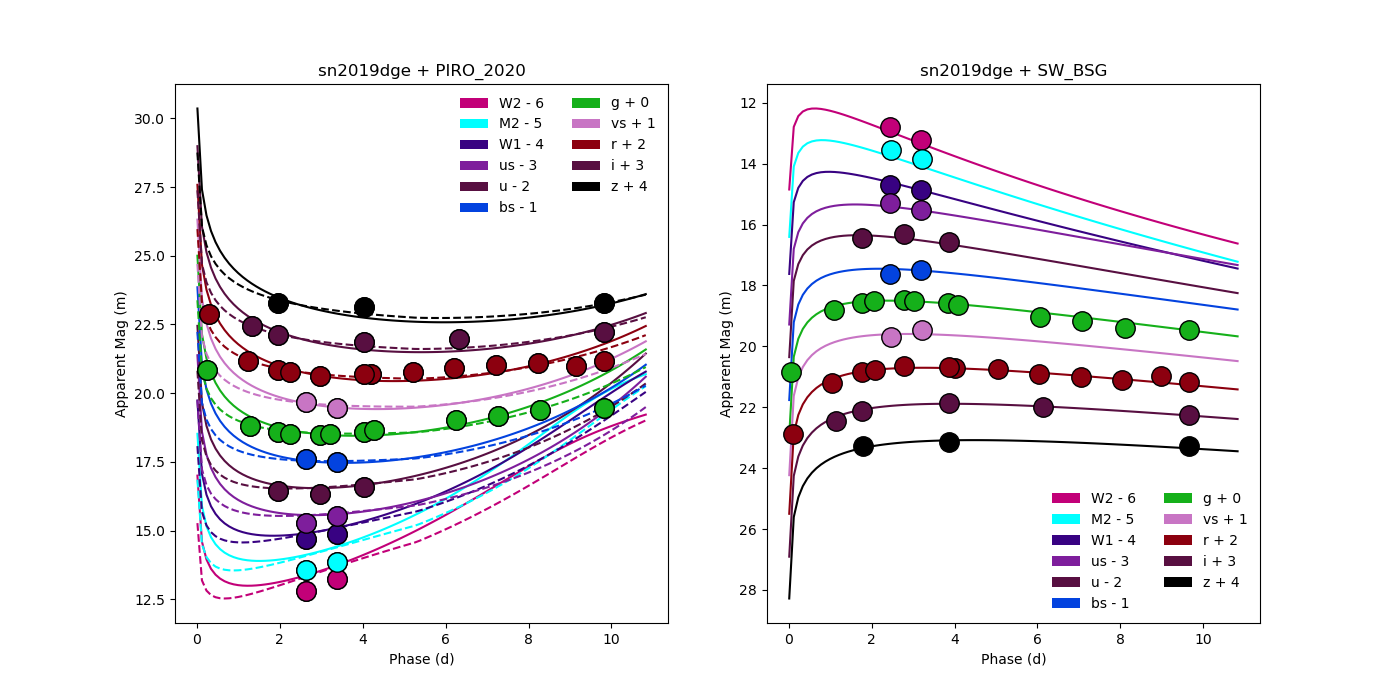 sn2019dge + PIRO_2020
W2 - 6
M2 - 5
W1 - 4
us - 3
u - 2
bs - 1
g + 0
vs + 1
r + 2
i + 3
z + 4
30.0
27.5
25.0
22.5
20.0
17.5
15.0
12.5
Apparent Mag (m)
0 2 4 6 8 10
Phase (d)
sn2019dge + SW_BSG
12
14
16
18
20
22
24
26
28
Apparent Mag (m)
W2 - 6
M2 - 5
W1 - 4
us - 3
u - 2
bs - 1
g + 0
vs + 1
r + 2
i + 3
z + 4
0 2 4 6 8 10
Phase (d)